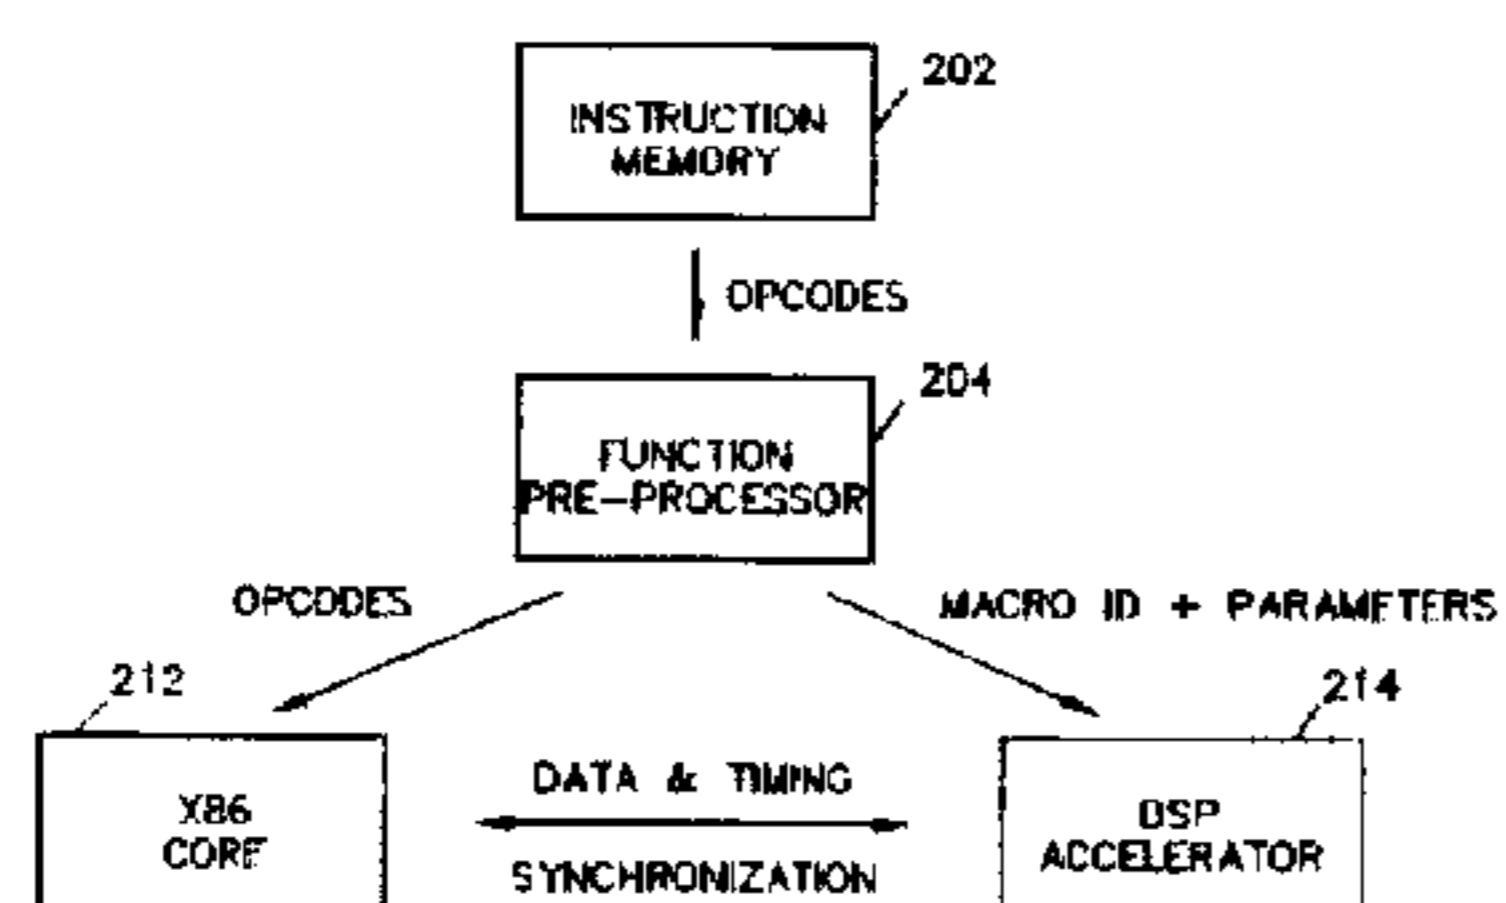 202
INSTRUCTION
MEMORY
OPCODES
204
FUNCTION
PRE-PROCESSOR
OPCODES
MACRO ID + PARAMETERS
212
214
X86
CORE
DATA & TIMING
SYNCHRONIZATION
DSP
ACCELERATOR